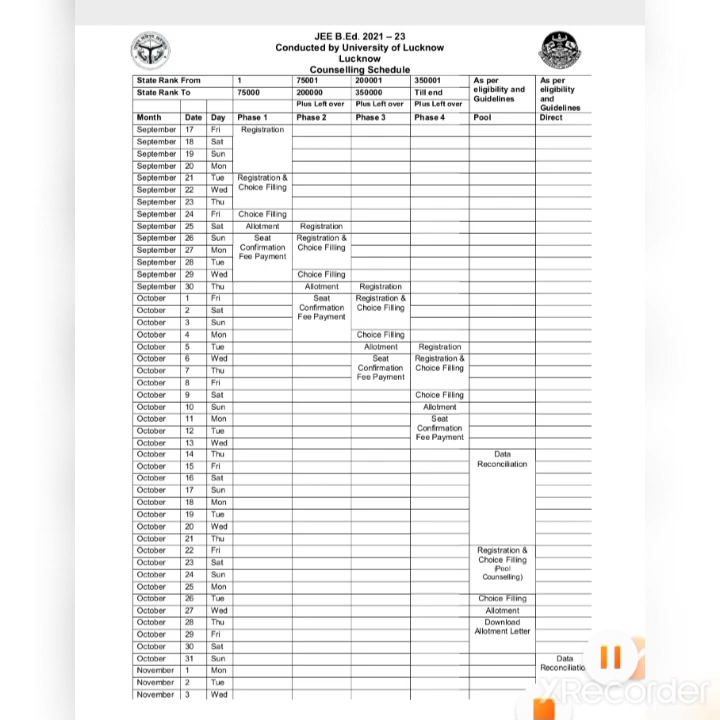 JEE B.Ed. 2021 – 23
Conducted by University of Lucknow
Lucknow
Counselling Schedule
State Rank From 1 75001 200001 350001 As per eligibility and Guidelines As per eligibility and Guidelines
State Rank To 75000 200000 350000 Till end
Plus Left over Plus Left over Plus Left over
Month Date Day Phase 1 Phase 2 Phase 3 Phase 4 Pool Direct
September 17 Fri Registration
September 18 Sat
September 19 Sun
September 20 Mon
September 21 Tue Registration &
September 22 Wed Choice Filing
September 23 Thu
September 24 Fri Choice Filing
September 25 Sat Allotment Registration
September 26 Sun Seat Registration &
September 27 Mon Confirmation Choice Filing
September 28 Tue Fee Payment
September 29 Wed Choice Filing
September 30 Thu Allotment Registration
October 1 Fri Seat Registration &
October 2 Sat Confirmation Choice Filing
October 3 Sun Fee Payment
October 4 Mon Choice Filing
October 5 Tue Allotment Registration
October 6 Wed Seat Registration &
October 7 Thu Confirmation Choice Filing
October 8 Fri Fee Payment
October 9 Sat Choice Filing
October 10 Sun Allotment
October 11 Mon Seat
October 12 Tue Confirmation
October 13 Wed Fee Payment
October 14 Thu Data
October 15 Fri Reconciliation
October 16 Sat
October 17 Sun
October 18 Mon
October 19 Tue
October 20 Wed
October 21 Thu
October 22 Fri Registration &
October 23 Sat Choice Filing
Pool
October 24 Sun Counseling)
October 25 Mon
October 26 Tue Choice Filing
October 27 Wed Allotment
October 28 Thu Download
October 29 Fri Allotment Letter
October 30 Sat
October 31 Sun Data
November 1 Mon Reconciliatio
November 2 Tue
November 3 Wed
XRecorder